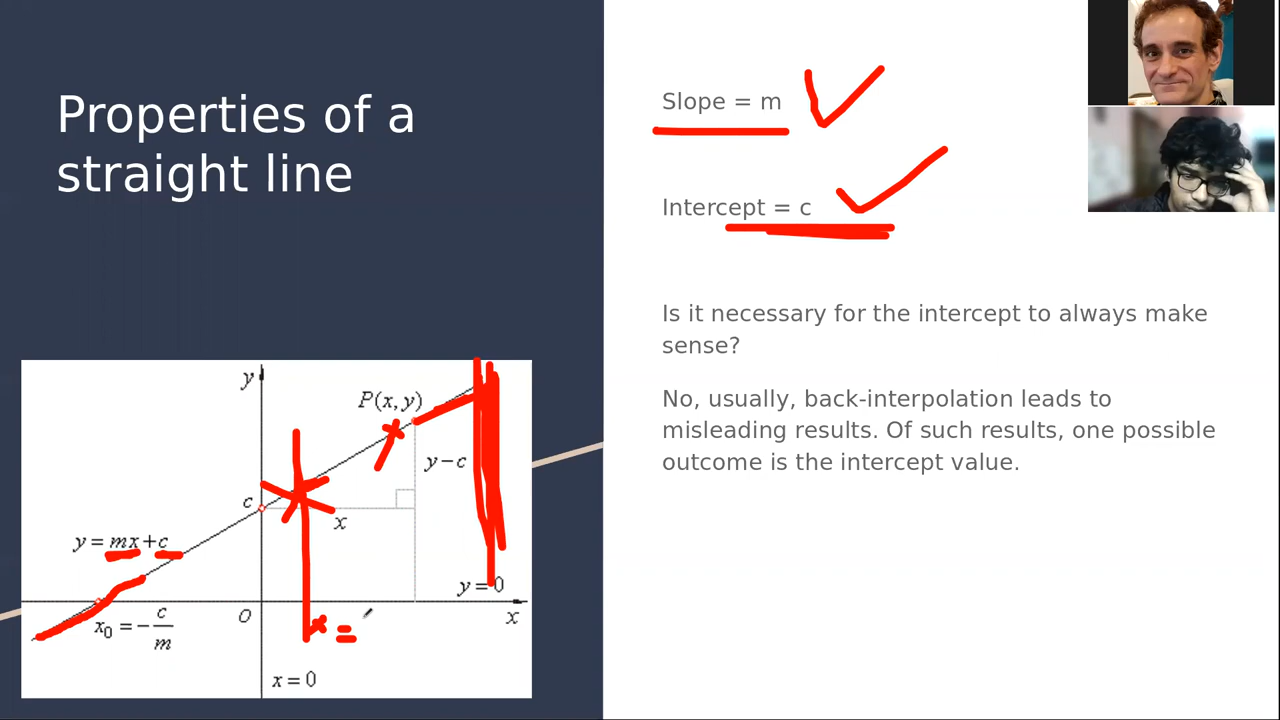 Properties of a
straight line
Slope = m
Intercept = c
Is it necessary for the intercept to always make
sense?
No, usually, back-interpolation leads to
misleading results. Of such results, one possible
outcome is the intercept value.
y
P(x, y)
y−c
c
x
y = mx+c
y = 0
O
x
x₀ = − c/m
x =
x = 0